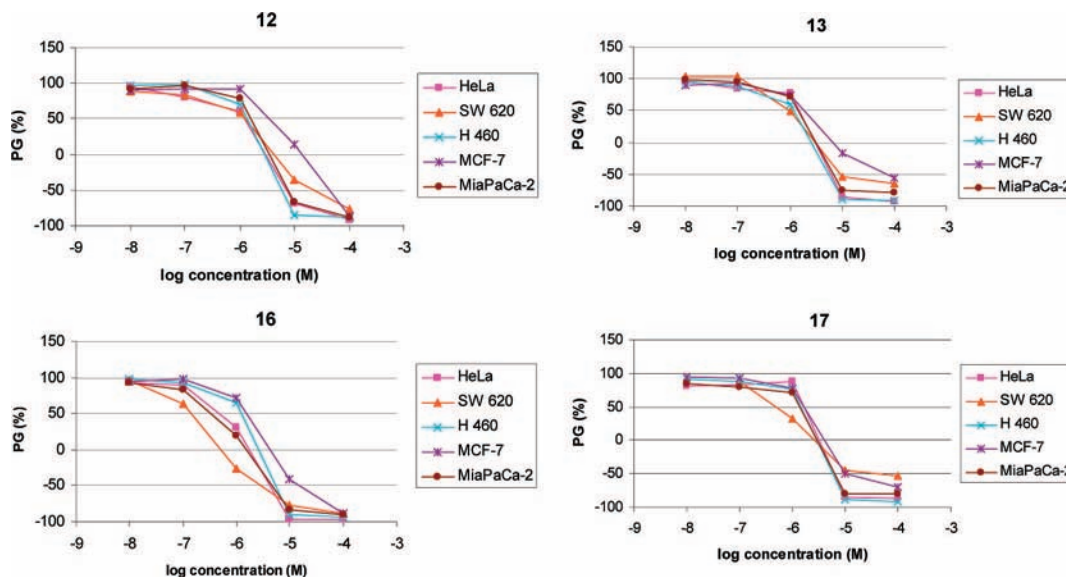 12
150
100
50
0
-50
-100
PG (%)
-9 -8 -7 -6 -5 -4 -3
log concentration (M)
HeLa
SW 620
H 460
MCF-7
MiaPaCa-2
13
150
100
50
0
-50
-100
PG (%)
-9 -8 -7 -6 -5 -4 -3
log concentration (M)
HeLa
SW 620
H 460
MCF-7
MiaPaCa-2
16
150
100
50
0
-50
-100
PG (%)
-9 -8 -7 -6 -5 -4 -3
log concentration (M)
HeLa
SW 620
H 460
MCF-7
MiaPaCa-2
17
150
100
50
0
-50
-100
PG (%)
-9 -8 -7 -6 -5 -4 -3
log concentration (M)
HeLa
SW 620
H 460
MCF-7
MiaPaCa-2